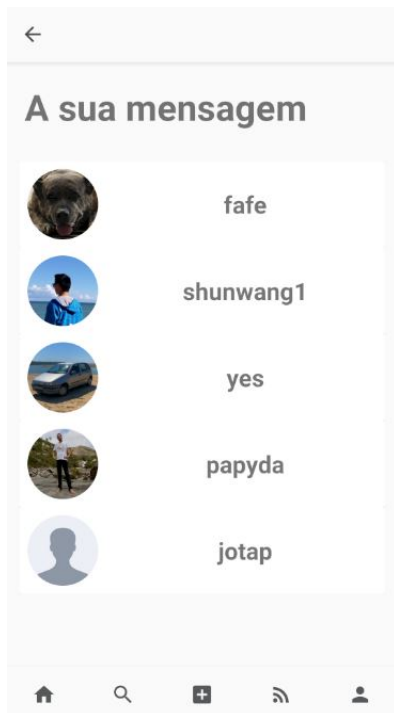 A sua mensagem
fafe
shunwang1
yes
papyda
jotap